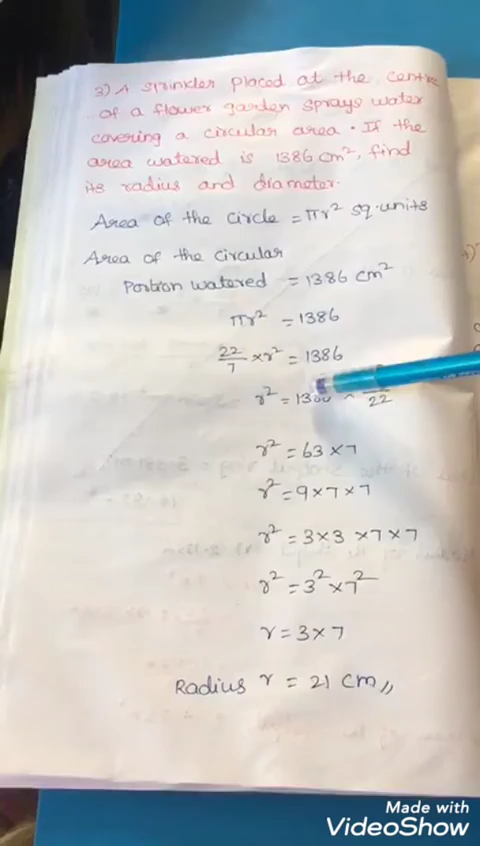 3) A sprinkler placed at the centre
of a flower garden sprays water
covering a circular area. If the
area watered is 1386 cm², find
its radius and diameter.
Area of the circle = πr² sq.units
Area of the circular
Portion watered = 1386 cm²
πr² = 1386
22/7 × r² = 1386
r² = 138 × /22
r² = 63 × 7
r² = 9 × 7 × 7
r² = 3 × 3 × 7 × 7
r² = 3² × 7²
r = 3 × 7
Radius r = 21 cm //
Made with
VideoShow